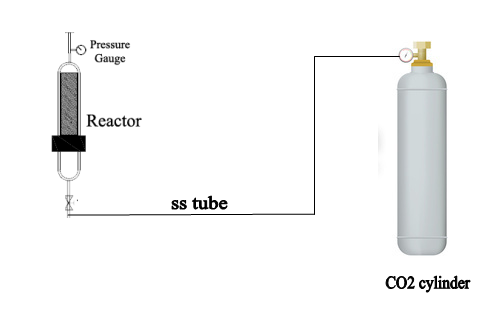 Pressure
Gauge
Reactor
ss tube
CO2 cylinder